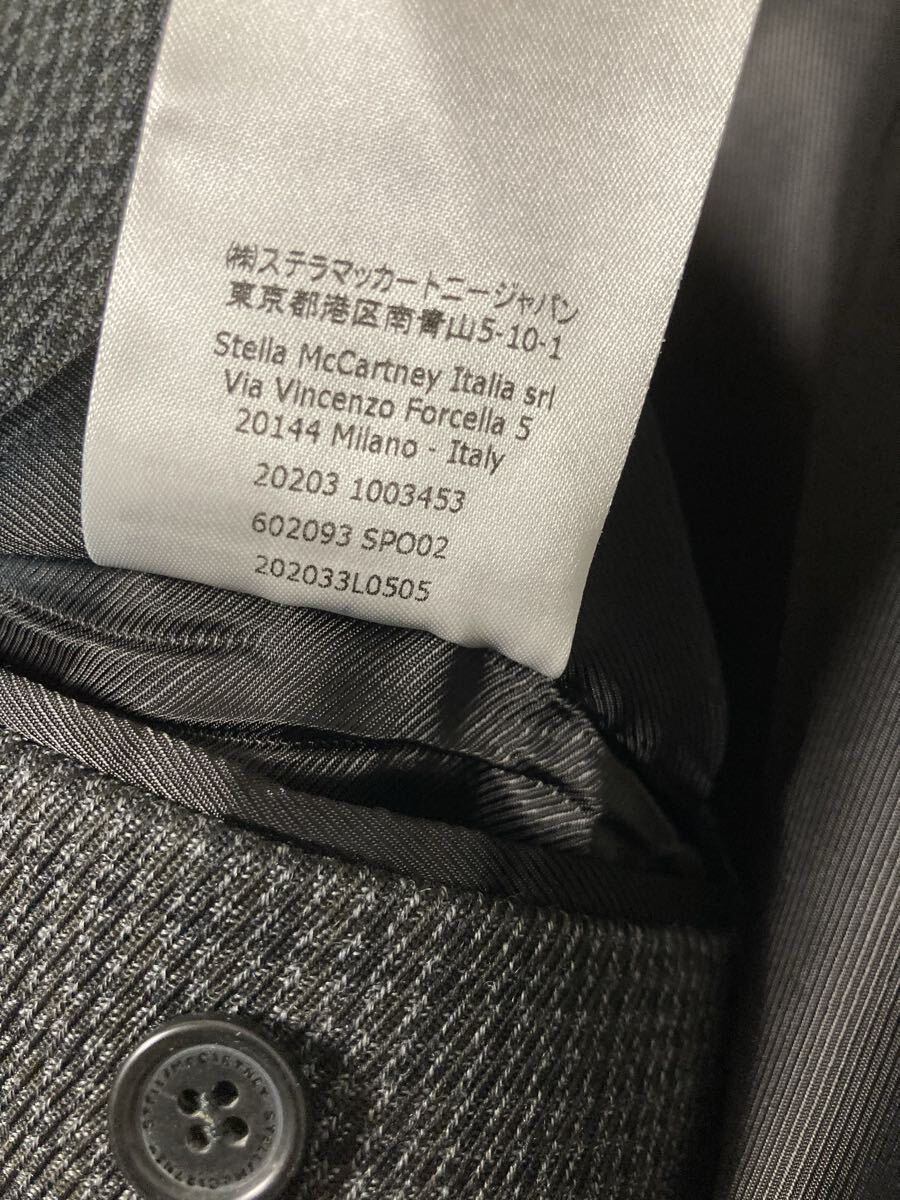 ㈱ステラマッカートニージャパン
東京都港区南青山5-10-1
Stella McCartney Italia srl
Via Vincenzo Forcella 5
20144 Milano - Italy
20203 1003453
602093 SPO02
202033L0505
STELLA McCARTNEY